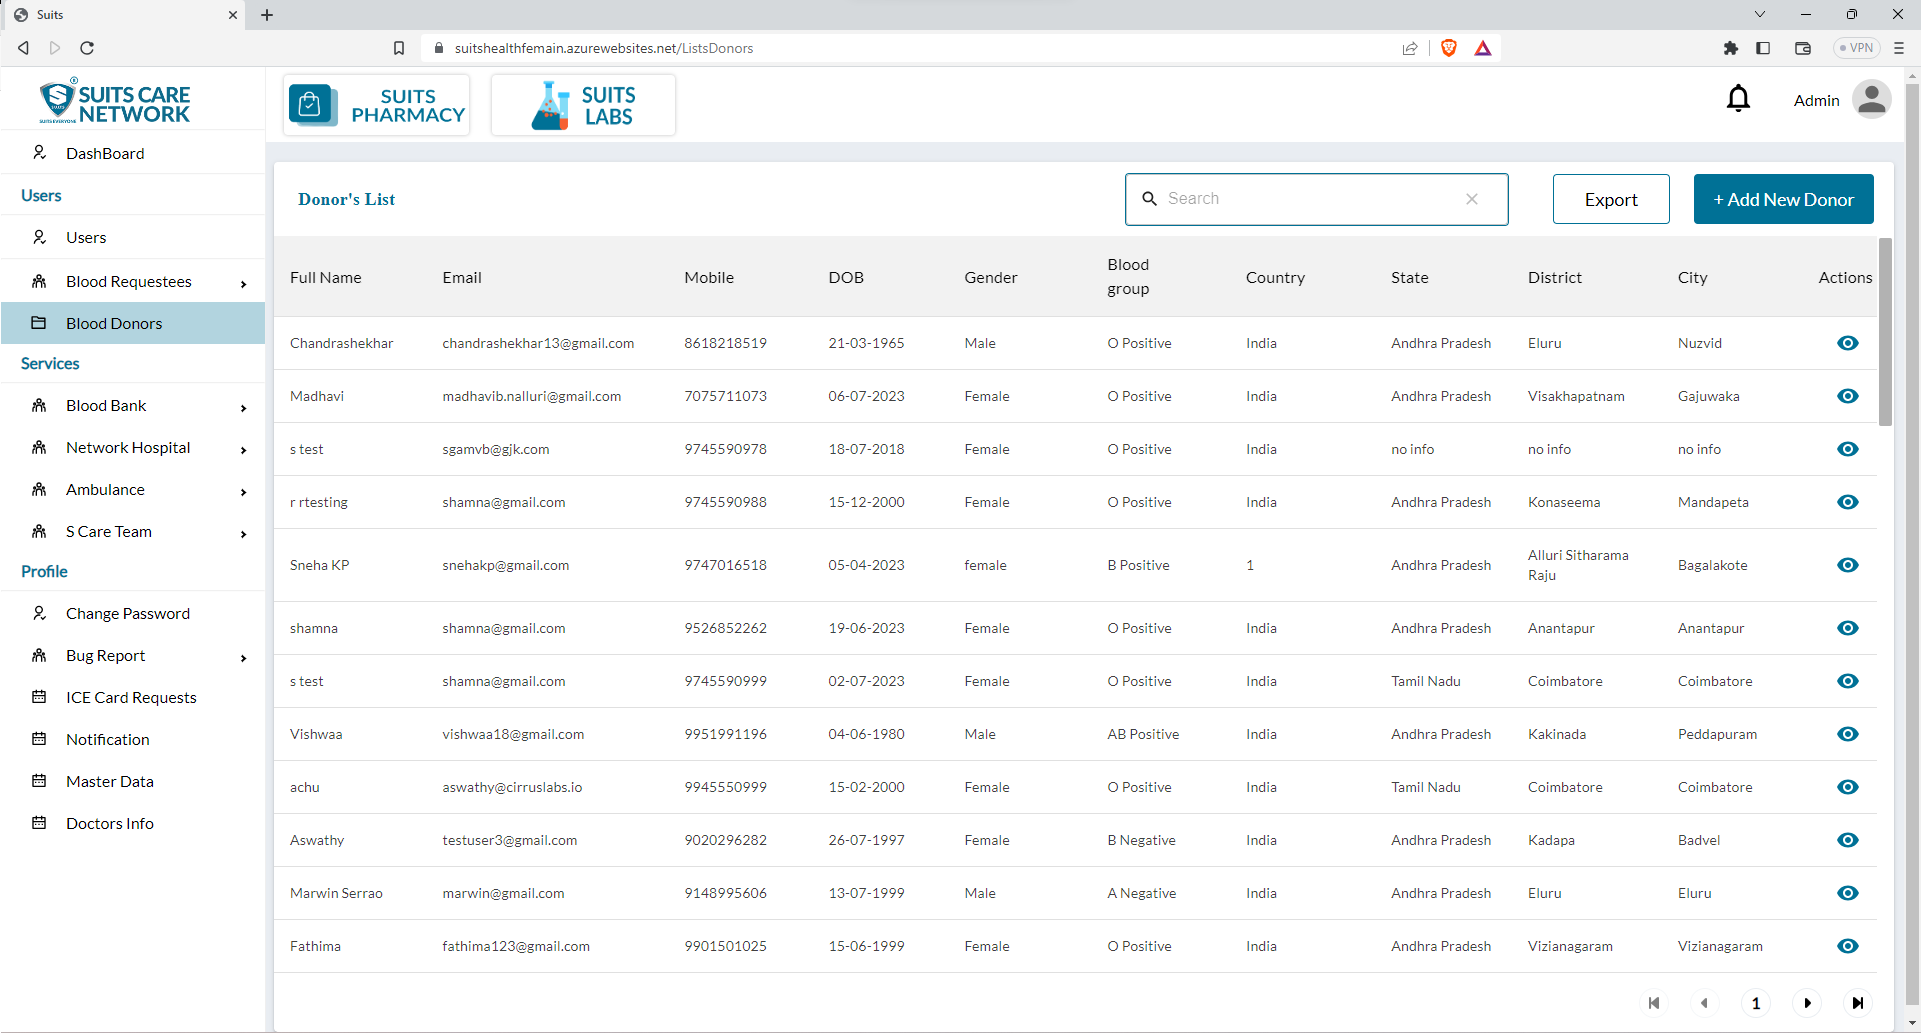 Suits
suitshealthfemain.azurewebsites.net/ListsDonors
VPN
SUITS CARE
NETWORK
SUITS EVERYONE
SUITS
PHARMACY
SUITS
LABS
Admin
DashBoard
Users
Users
Blood Requestees
Blood Donors
Services
Blood Bank
Network Hospital
Ambulance
S Care Team
Profile
Change Password
Bug Report
ICE Card Requests
Notification
Master Data
Doctors Info
Donor's List
Search
Export
+ Add New Donor
Full Name Email Mobile DOB Gender Blood group Country State District City Actions
Chandrashekhar chandrashekhar13@gmail.com 8618218519 21-03-1965 Male O Positive India Andhra Pradesh Eluru Nuzvid
Madhavi madhavib.nalluri@gmail.com 7075711073 06-07-2023 Female O Positive India Andhra Pradesh Visakhapatnam Gajuwaka
s test sgamvb@gjk.com 9745590978 18-07-2018 Female O Positive India no info no info no info
r rtesting shamna@gmail.com 9745590988 15-12-2000 Female O Positive India Andhra Pradesh Konaseema Mandapeta
Sneha KP snehakp@gmail.com 9747016518 05-04-2023 female B Positive 1 Andhra Pradesh Alluri Sitharama Raju Bagalakote
shamna shamna@gmail.com 9526852262 19-06-2023 Female O Positive India Andhra Pradesh Anantapur Anantapur
s test shamna@gmail.com 9745590999 02-07-2023 Female O Positive India Tamil Nadu Coimbatore Coimbatore
Vishwaa vishwaa18@gmail.com 9951991196 04-06-1980 Male AB Positive India Andhra Pradesh Kakinada Peddapuram
achu aswathy@cirruslabs.io 9945550999 15-02-2000 Female O Positive India Tamil Nadu Coimbatore Coimbatore
Aswathy testuser3@gmail.com 9020296282 26-07-1997 Female B Negative India Andhra Pradesh Kadapa Badvel
Marwin Serrao marwin@gmail.com 9148995606 13-07-1999 Male A Negative India Andhra Pradesh Eluru Eluru
Fathima fathima123@gmail.com 9901501025 15-06-1999 Female O Positive India Andhra Pradesh Vizianagaram Vizianagaram
1